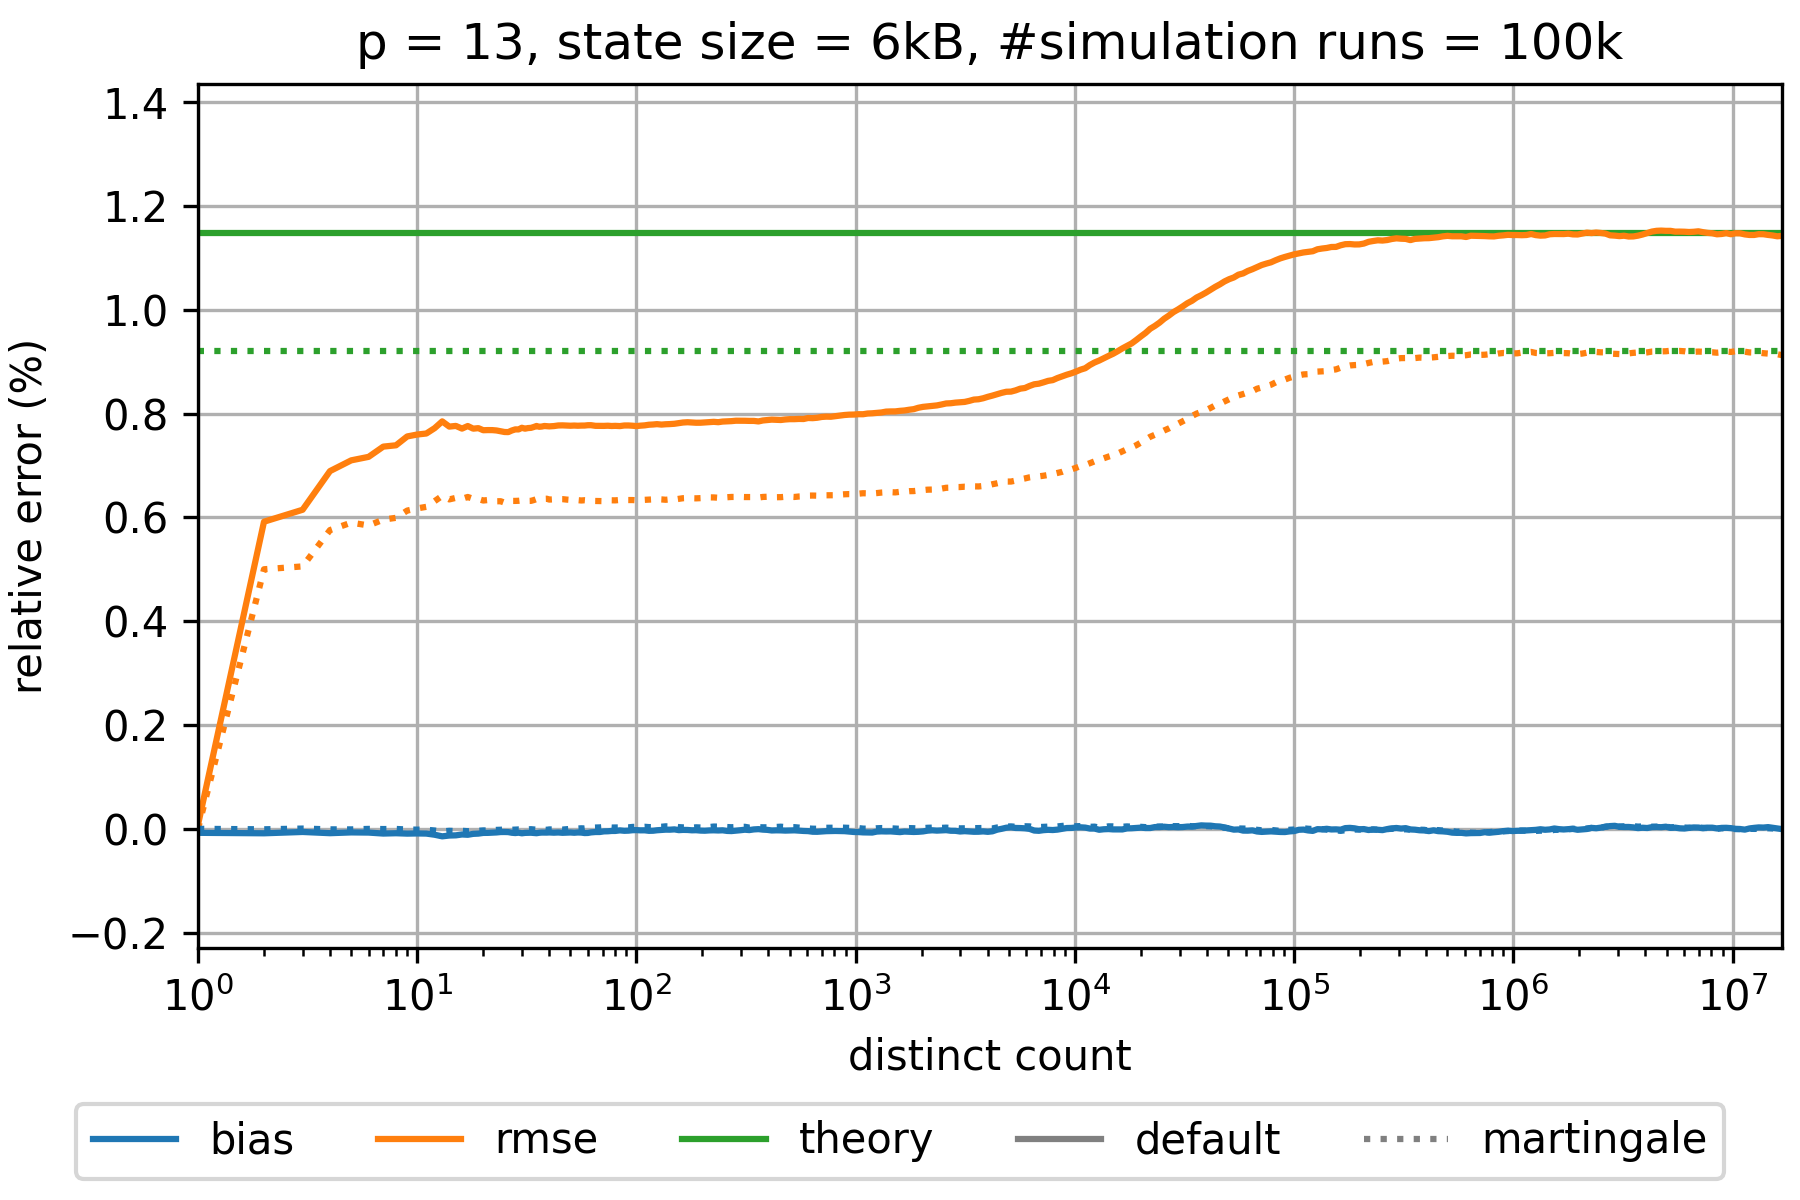 p = 13, state size = 6kB, #simulation runs = 100k
relative error (%)
1.4
1.2
1.0
0.8
0.6
0.4
0.2
0.0
−0.2
10⁰ 10¹ 10² 10³ 10⁴ 10⁵ 10⁶ 10⁷
distinct count
bias rmse theory default martingale